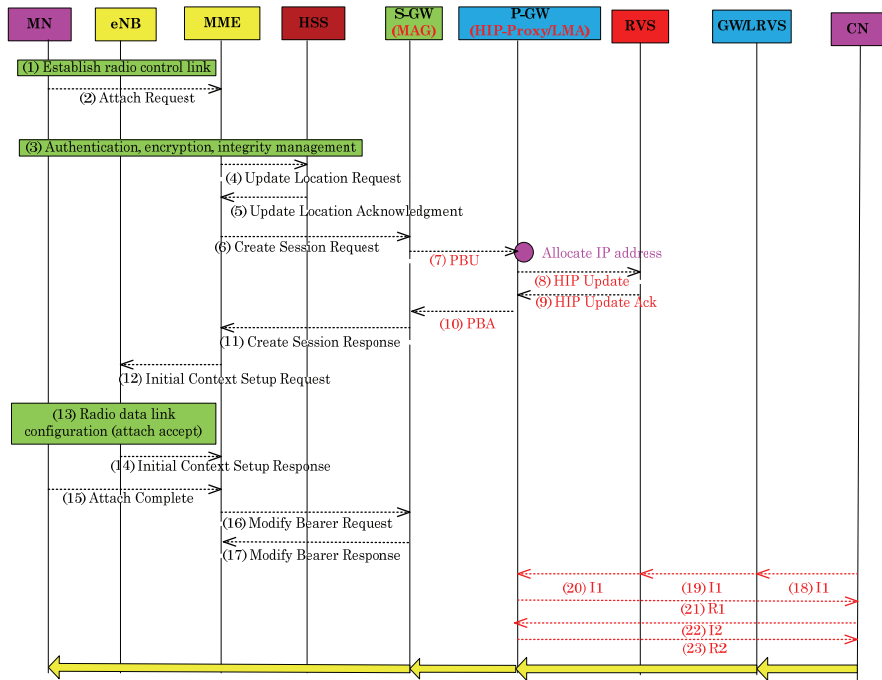 MN
eNB
MME
HSS
S-GW
(MAG)
P-GW
(HIP-Proxy/LMA)
RVS
GW/LRVS
CN
(1) Establish radio control link
(2) Attach Request
(3) Authentication, encryption, integrity management
(4) Update Location Request
(5) Update Location Acknowledgment
(6) Create Session Request
(7) PBU
Allocate IP address
(8) HIP Update
(9) HIP Update Ack
(10) PBA
(11) Create Session Response
(12) Initial Context Setup Request
(13) Radio data link
configuration (attach accept)
(14) Initial Context Setup Response
(15) Attach Complete
(16) Modify Bearer Request
(17) Modify Bearer Response
(20) I1
(19) I1
(18) I1
(21) R1
(22) I2
(23) R2